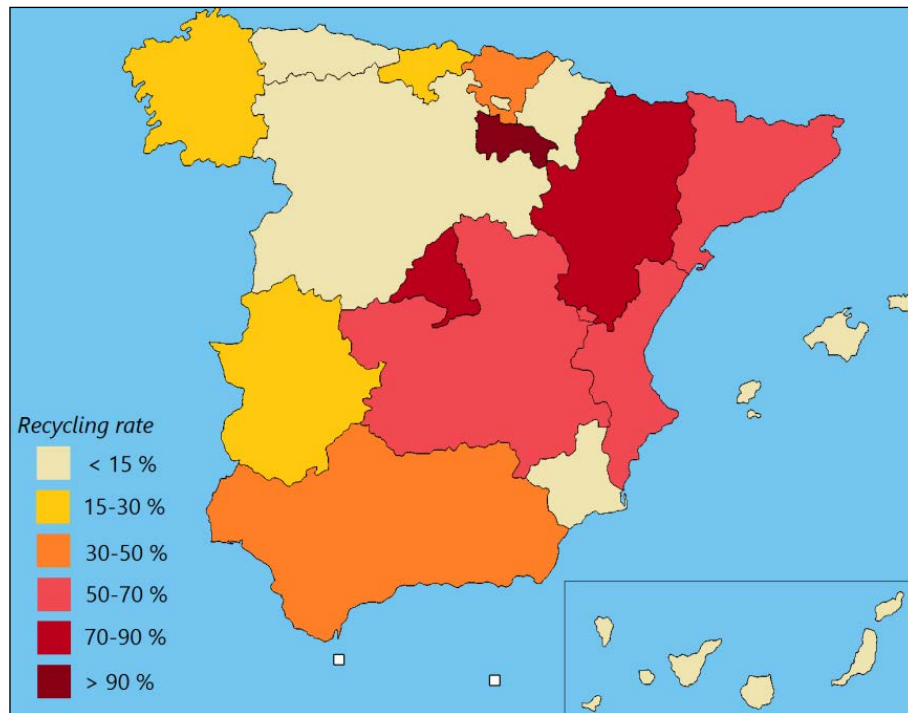 Recycling rate
< 15 %
15-30 %
30-50 %
50-70 %
70-90 %
> 90 %